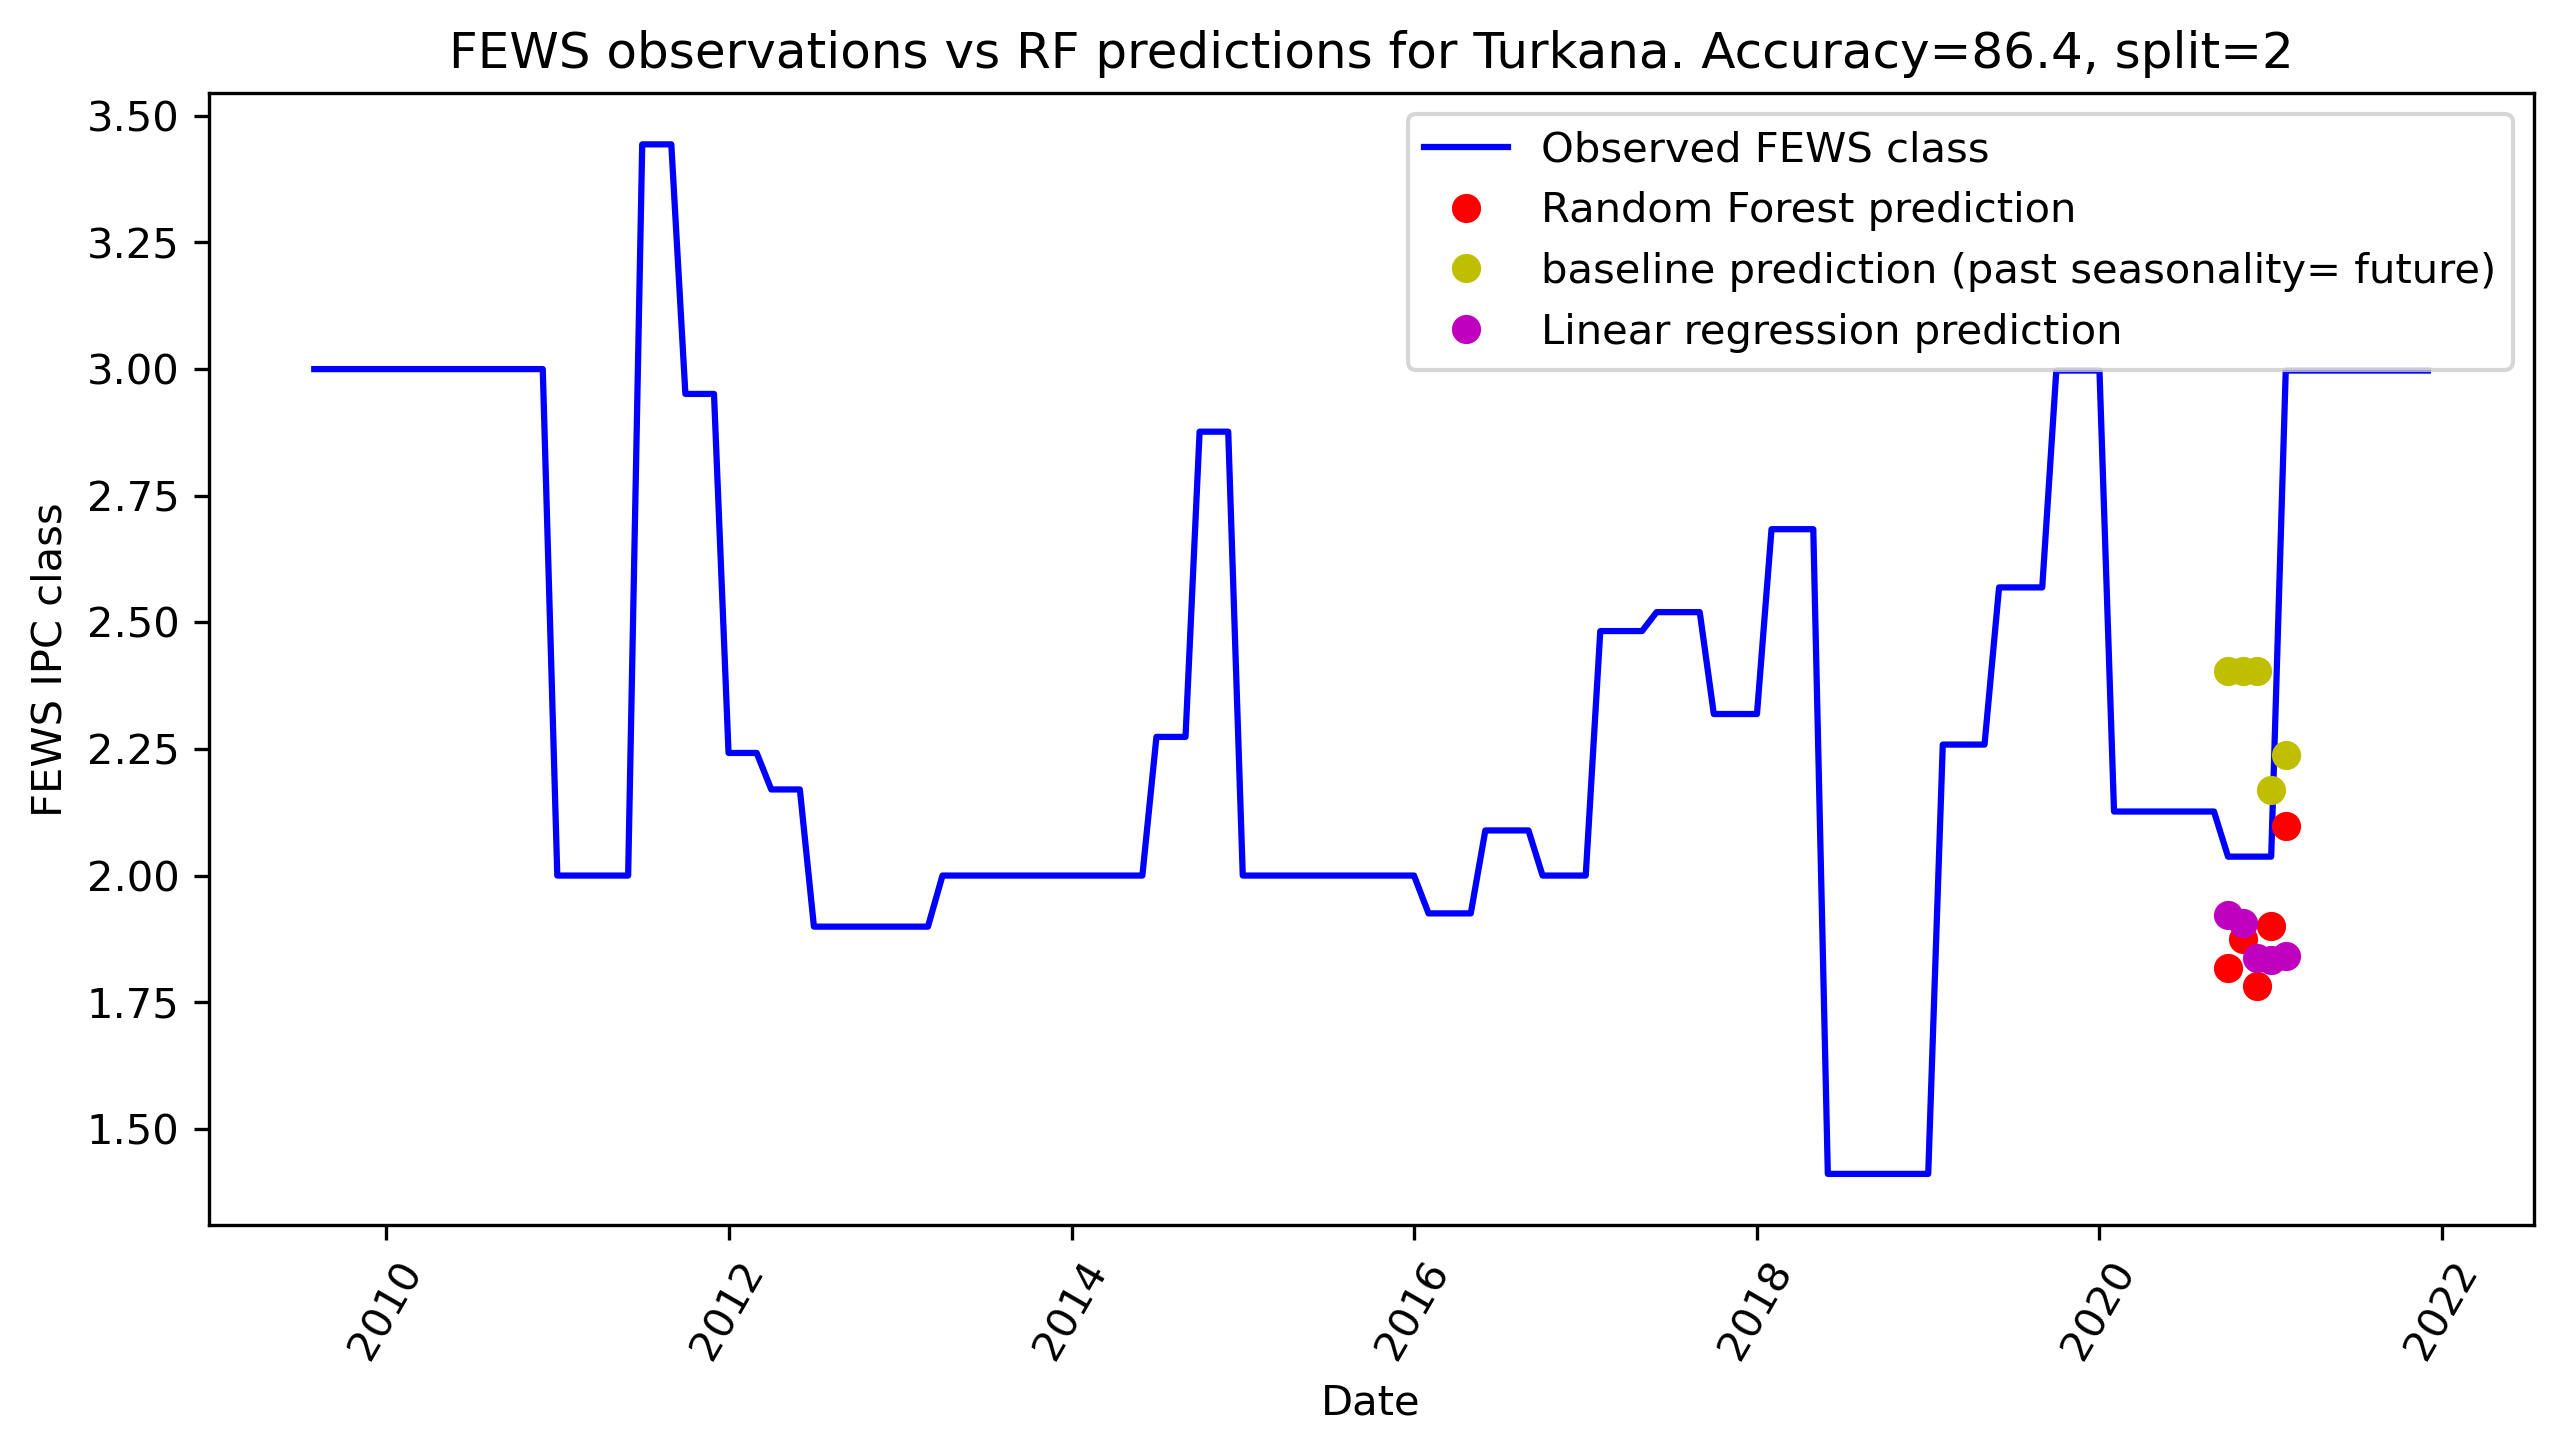 FEWS observations vs RF predictions for Turkana. Accuracy=86.4, split=2
Observed FEWS class
Random Forest prediction
baseline prediction (past seasonality= future)
Linear regression prediction
FEWS IPC class
3.50
3.25
3.00
2.75
2.50
2.25
2.00
1.75
1.50
2010
2012
2014
2016
2018
2020
2022
Date